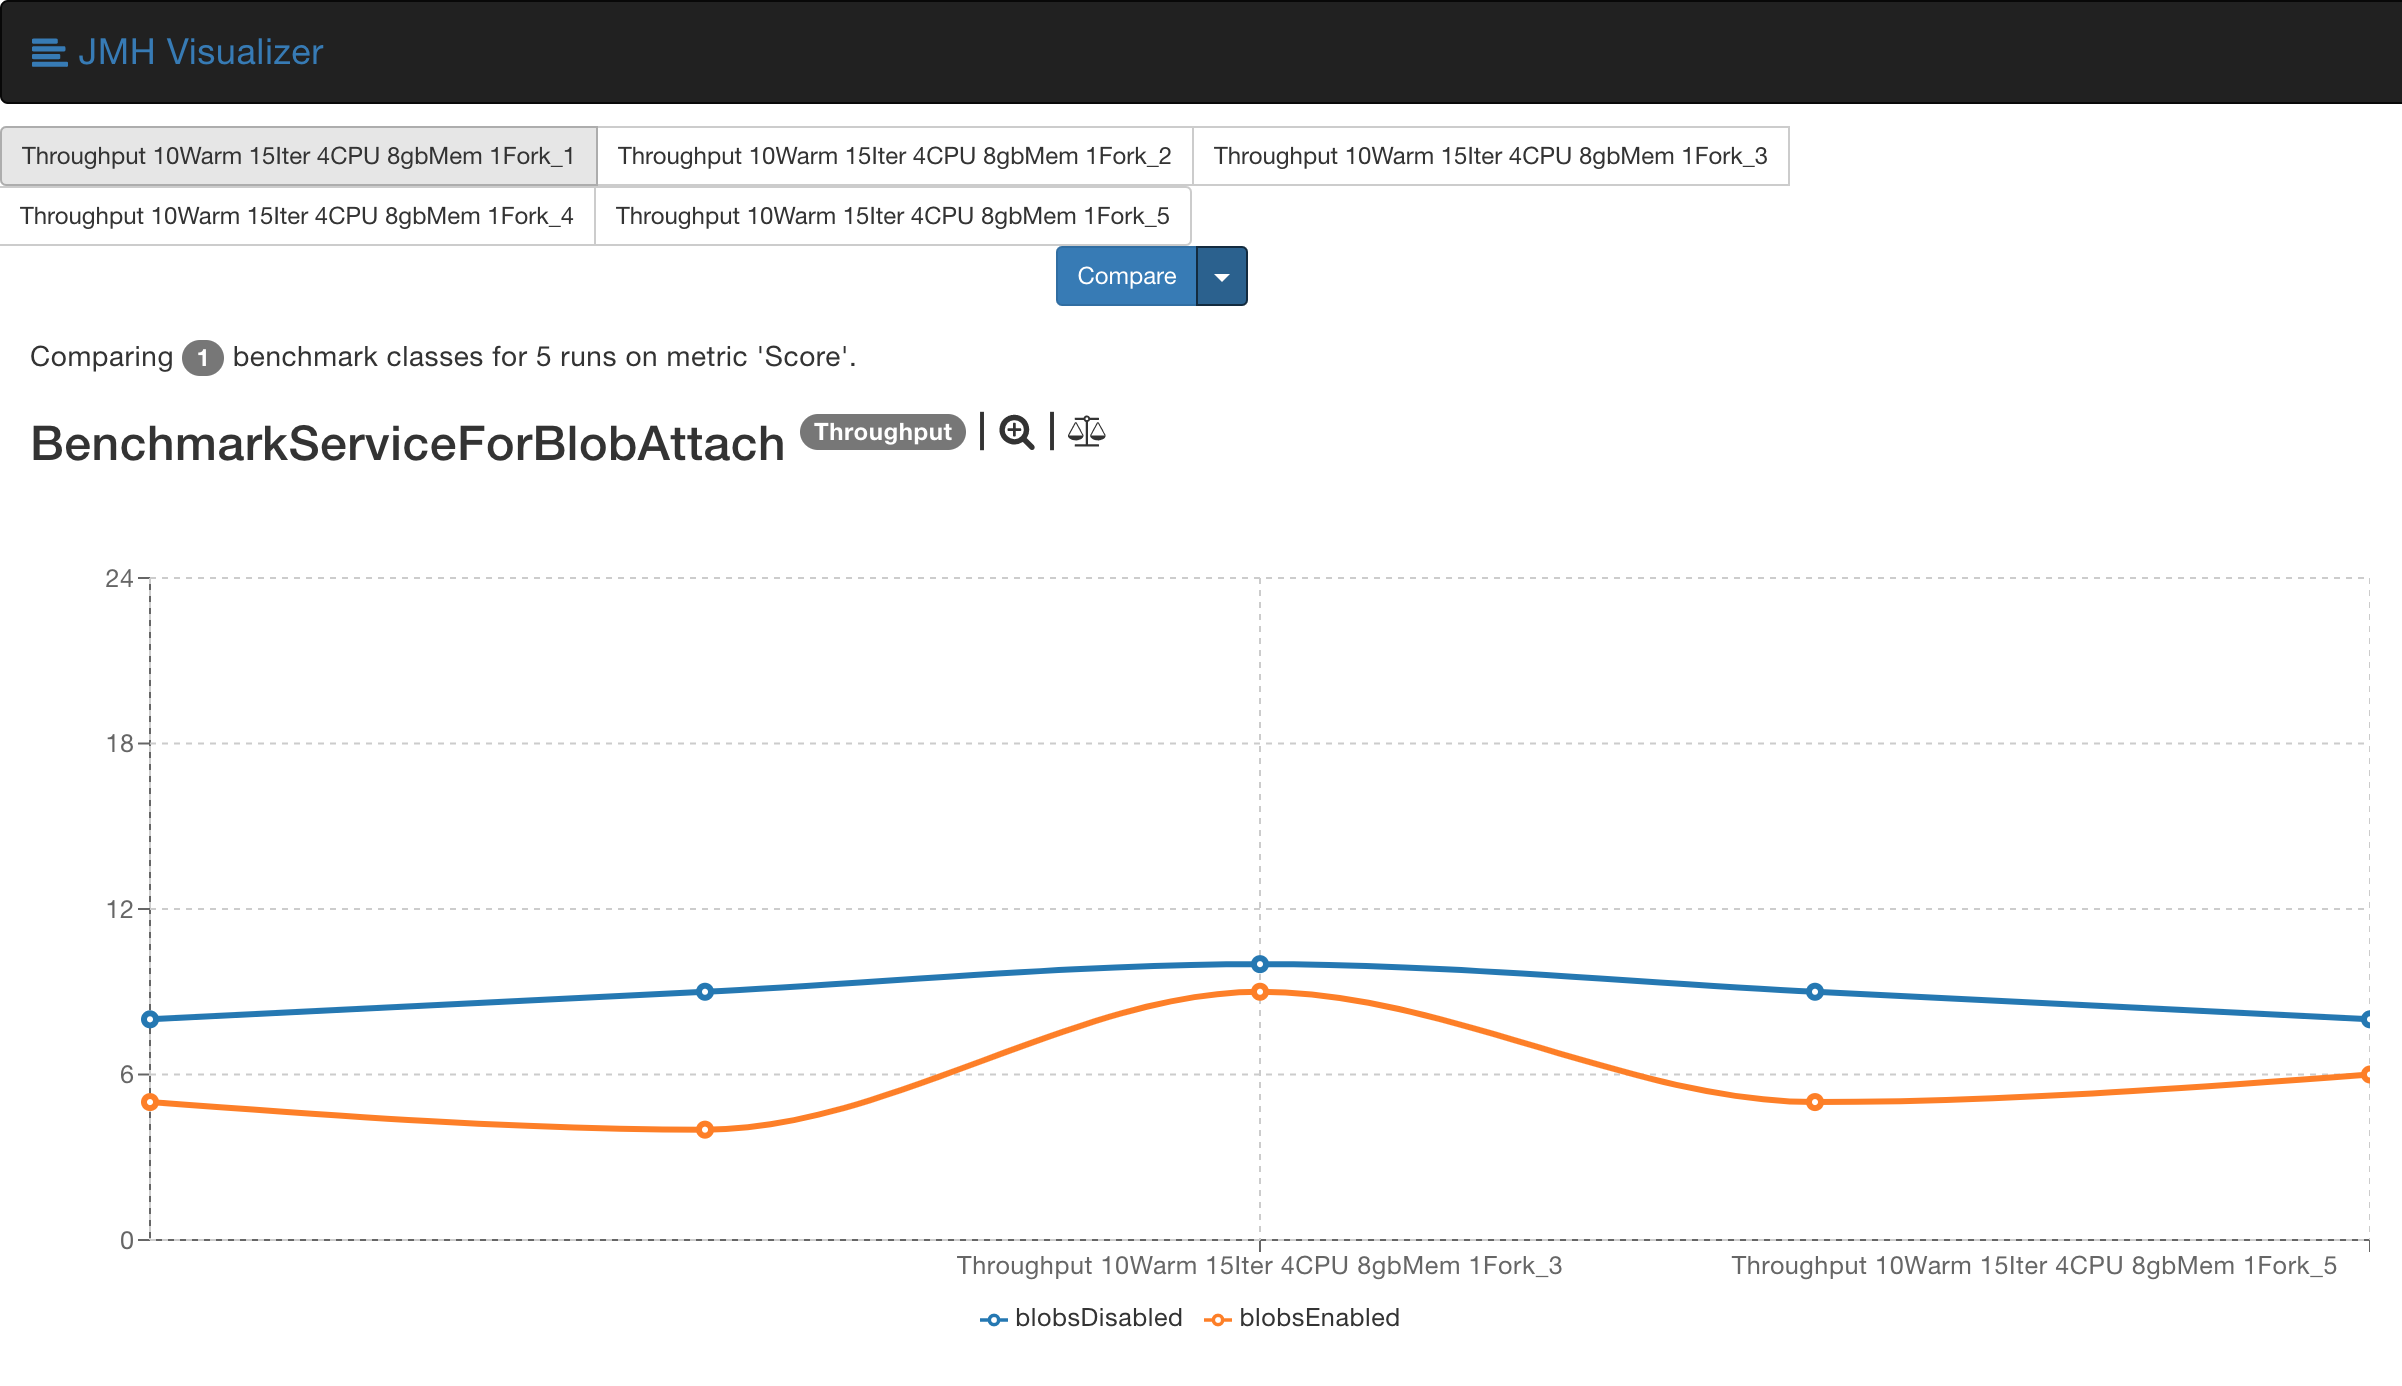 JMH Visualizer
Throughput 10Warm 15Iter 4CPU 8gbMem 1Fork_1 Throughput 10Warm 15Iter 4CPU 8gbMem 1Fork_2 Throughput 10Warm 15Iter 4CPU 8gbMem 1Fork_3
Throughput 10Warm 15Iter 4CPU 8gbMem 1Fork_4 Throughput 10Warm 15Iter 4CPU 8gbMem 1Fork_5
Compare
Comparing 1 benchmark classes for 5 runs on metric 'Score'.
BenchmarkServiceForBlobAttach Throughput
24
18
12
6
0
Throughput 10Warm 15Iter 4CPU 8gbMem 1Fork_3 Throughput 10Warm 15Iter 4CPU 8gbMem 1Fork_5
blobsDisabled blobsEnabled